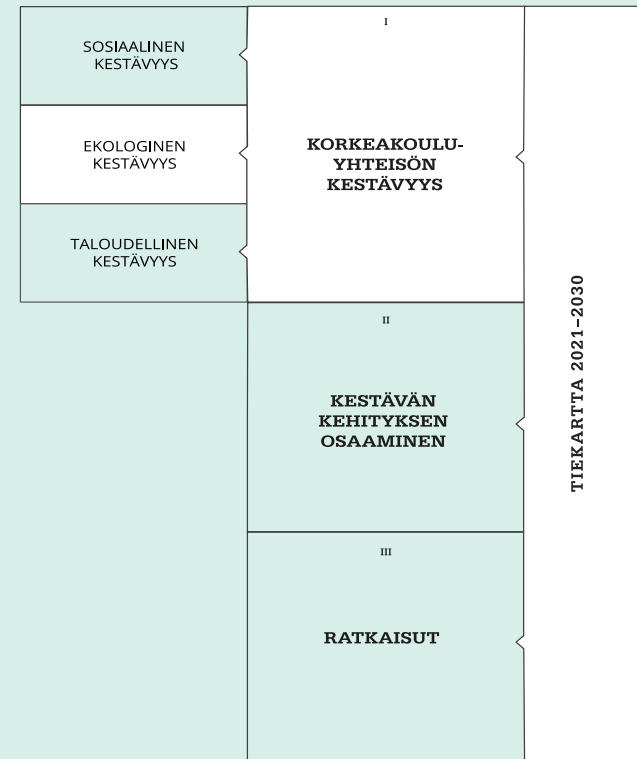 SOSIAALINEN
KESTÄVYYS
EKOLOGINEN
KESTÄVYYS
TALOUDELLINEN
KESTÄVYYS
I
KORKEAKOULU-
YHTEISÖN
KESTÄVYYS
II
KESTÄVÄN
KEHITYKSEN
OSAAMINEN
III
RATKAISUT
TIEKARTTA 2021–2030